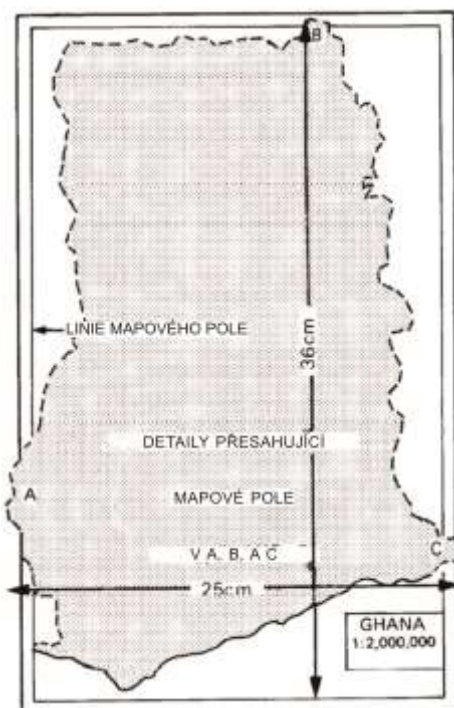 B
LINIE MAPOVÉHO POLE
36cm
DETAILY PŘESAHUJÍCÍ
A
MAPOVÉ POLE
V A, B, A C
C
25cm
GHANA
1:2,000,000